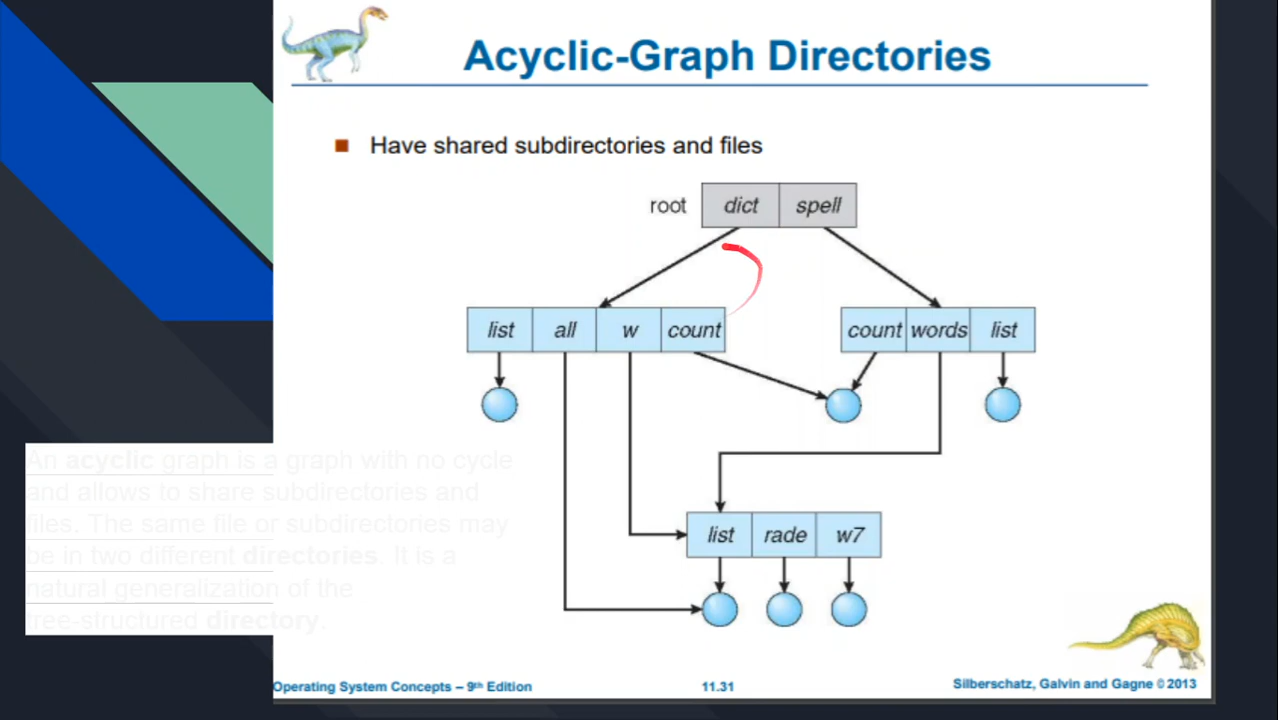 Acyclic-Graph Directories
Have shared subdirectories and files
root dict spell
list all w count count words list
An acyclic graph is a graph with no cycle
and allows to share subdirectories and
files. The same file or subdirectories may
be in two different directories. It is a
natural generalization of the
tree-structured directory.
list rade w7
Operating System Concepts – 9th Edition 11.31 Silberschatz, Galvin and Gagne © 2013